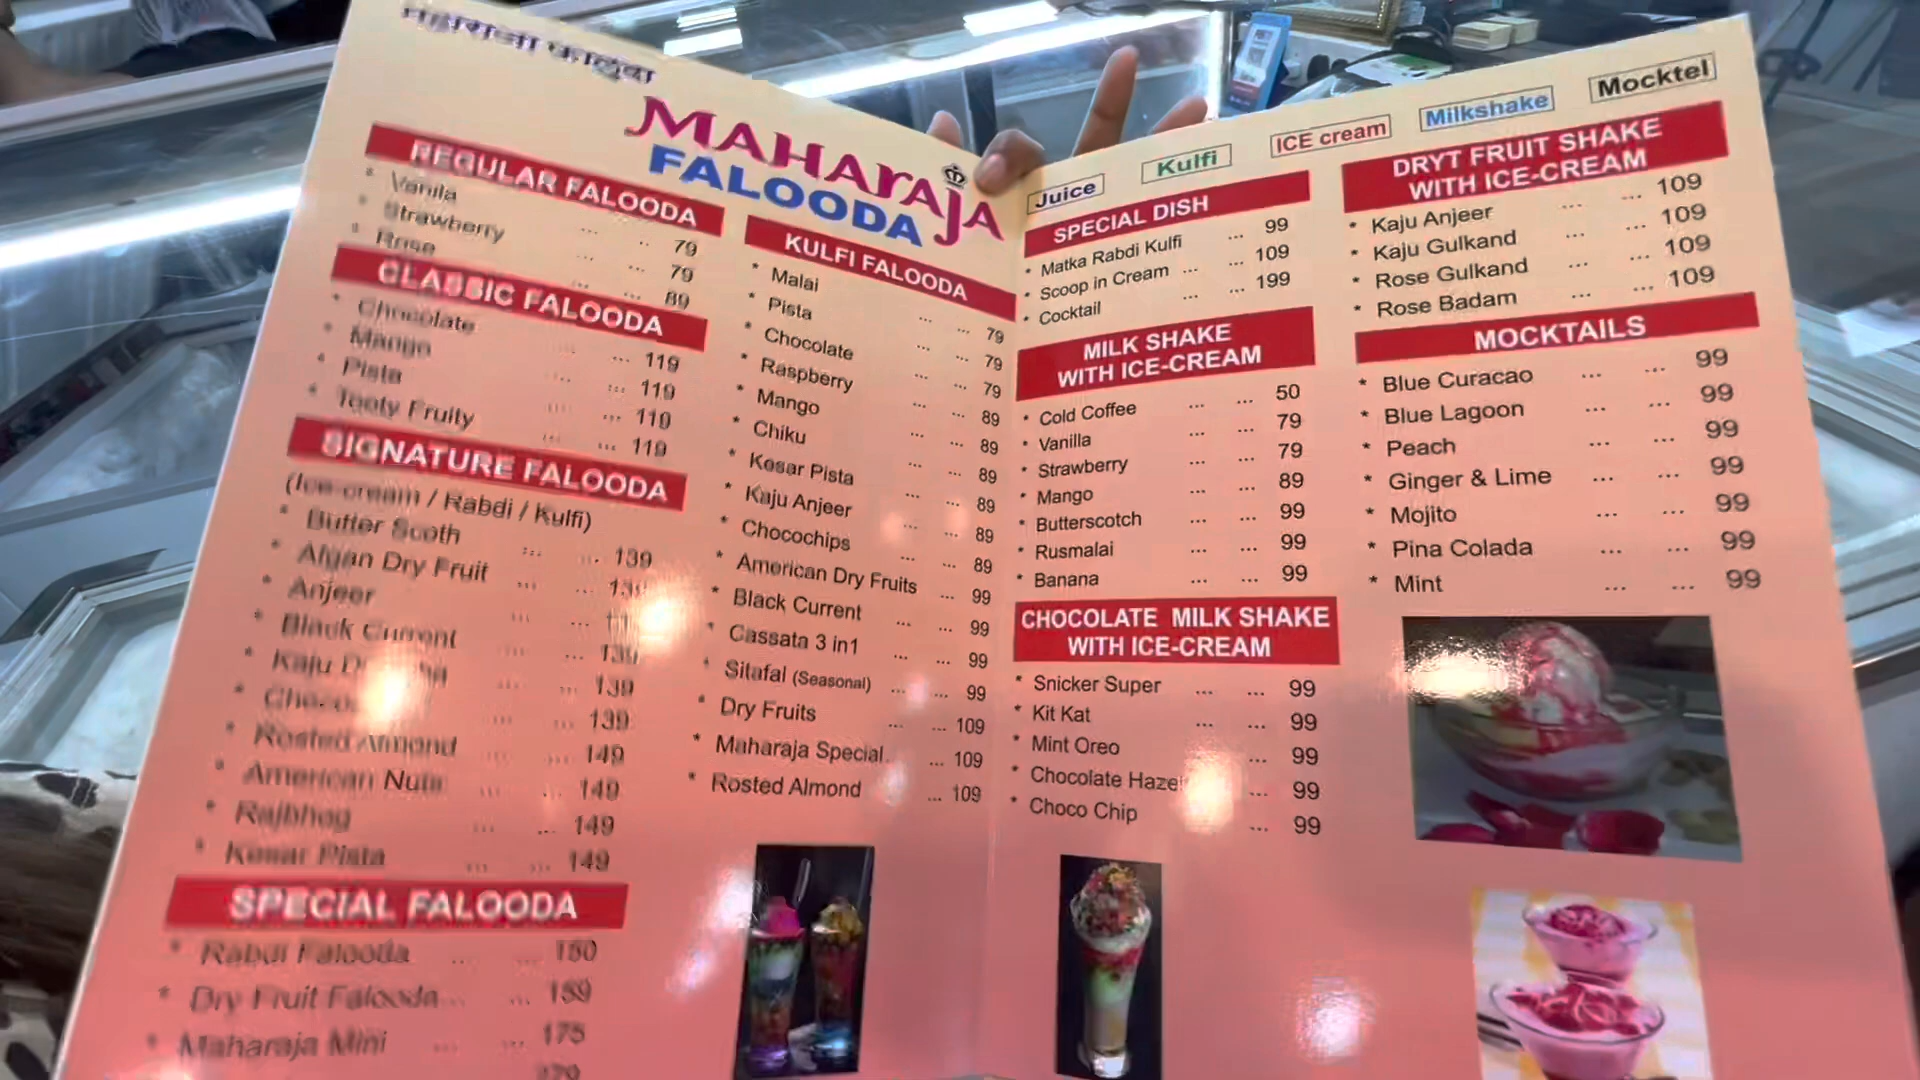 महाराजा फालूदा
MAHARAJA
FALOODA
REGULAR FALOODA
* Vanila ... ... 79
* Strawberry ... ... 79
* Rose ... ... 89
CLASSIC FALOODA
* Chocolate ... ... 119
* Mango ... ... 119
* Pista ... ... 119
* Tooty Fruity ... ... 119
SIGNATURE FALOODA
(Ice-cream / Rabdi / Kulfi)
* Butter Scoth ... ... 139
* Afgan Dry Fruit ... ...
* Anjeer ... ...
* Black Current ... ... 139
* Kaju ... ... 139
... ... 139
* Rosted Almond ... ... 149
* American Nuts ... ... 149
* Rajbhog ... ... 149
* Kesar Pista ... ... 149
SPECIAL FALOODA
* Rabdi Falooda ... ... 150
* Dry Fruit Falooda ... ... 159
* Maharaja Mini ... ... 175
KULFI FALOODA
* Malai ... ... 79
* Pista ... ... 79
* Chocolate ... ... 79
* Raspberry ... ... 89
* Mango ... ... 89
* Chiku ... ... 89
* Kesar Pista ... ... 89
* Kaju Anjeer ... ... 89
* Chocochips ... ... 89
* American Dry Fruits ... 99
* Black Current ... ... 99
* Cassata 3 in1 ... ... 99
* Sitafal (Seasonal) ... ... 99
* Dry Fruits ... ... 109
* Maharaja Special ... 109
* Rosted Almond ... 109
Juice Kulfi ICE cream Milkshake Mocktel
SPECIAL DISH
* Matka Rabdi Kulfi ... 99
* Scoop in Cream ... ... 109
* Cocktail ... ... 199
MILK SHAKE
WITH ICE-CREAM
* Cold Coffee ... ... 50
* Vanilla ... ... 79
* Strawberry ... ... 79
* Mango ... ... 89
* Butterscotch ... ... 99
* Rusmalai ... ... 99
* Banana ... ... 99
CHOCOLATE MILK SHAKE
WITH ICE-CREAM
* Snicker Super ... ... 99
* Kit Kat ... ... 99
* Mint Oreo ... ... 99
* Chocolate Hazel ... 99
* Choco Chip ... 99
DRYT FRUIT SHAKE
WITH ICE-CREAM
* Kaju Anjeer ... ... 109
* Kaju Gulkand ... ... 109
* Rose Gulkand ... ... 109
* Rose Badam ... ... 109
MOCKTAILS
* Blue Curacao ... ... 99
* Blue Lagoon ... ... 99
* Peach ... ... 99
* Ginger & Lime ... ... 99
* Mojito ... ... 99
* Pina Colada ... ... 99
* Mint ... ... 99